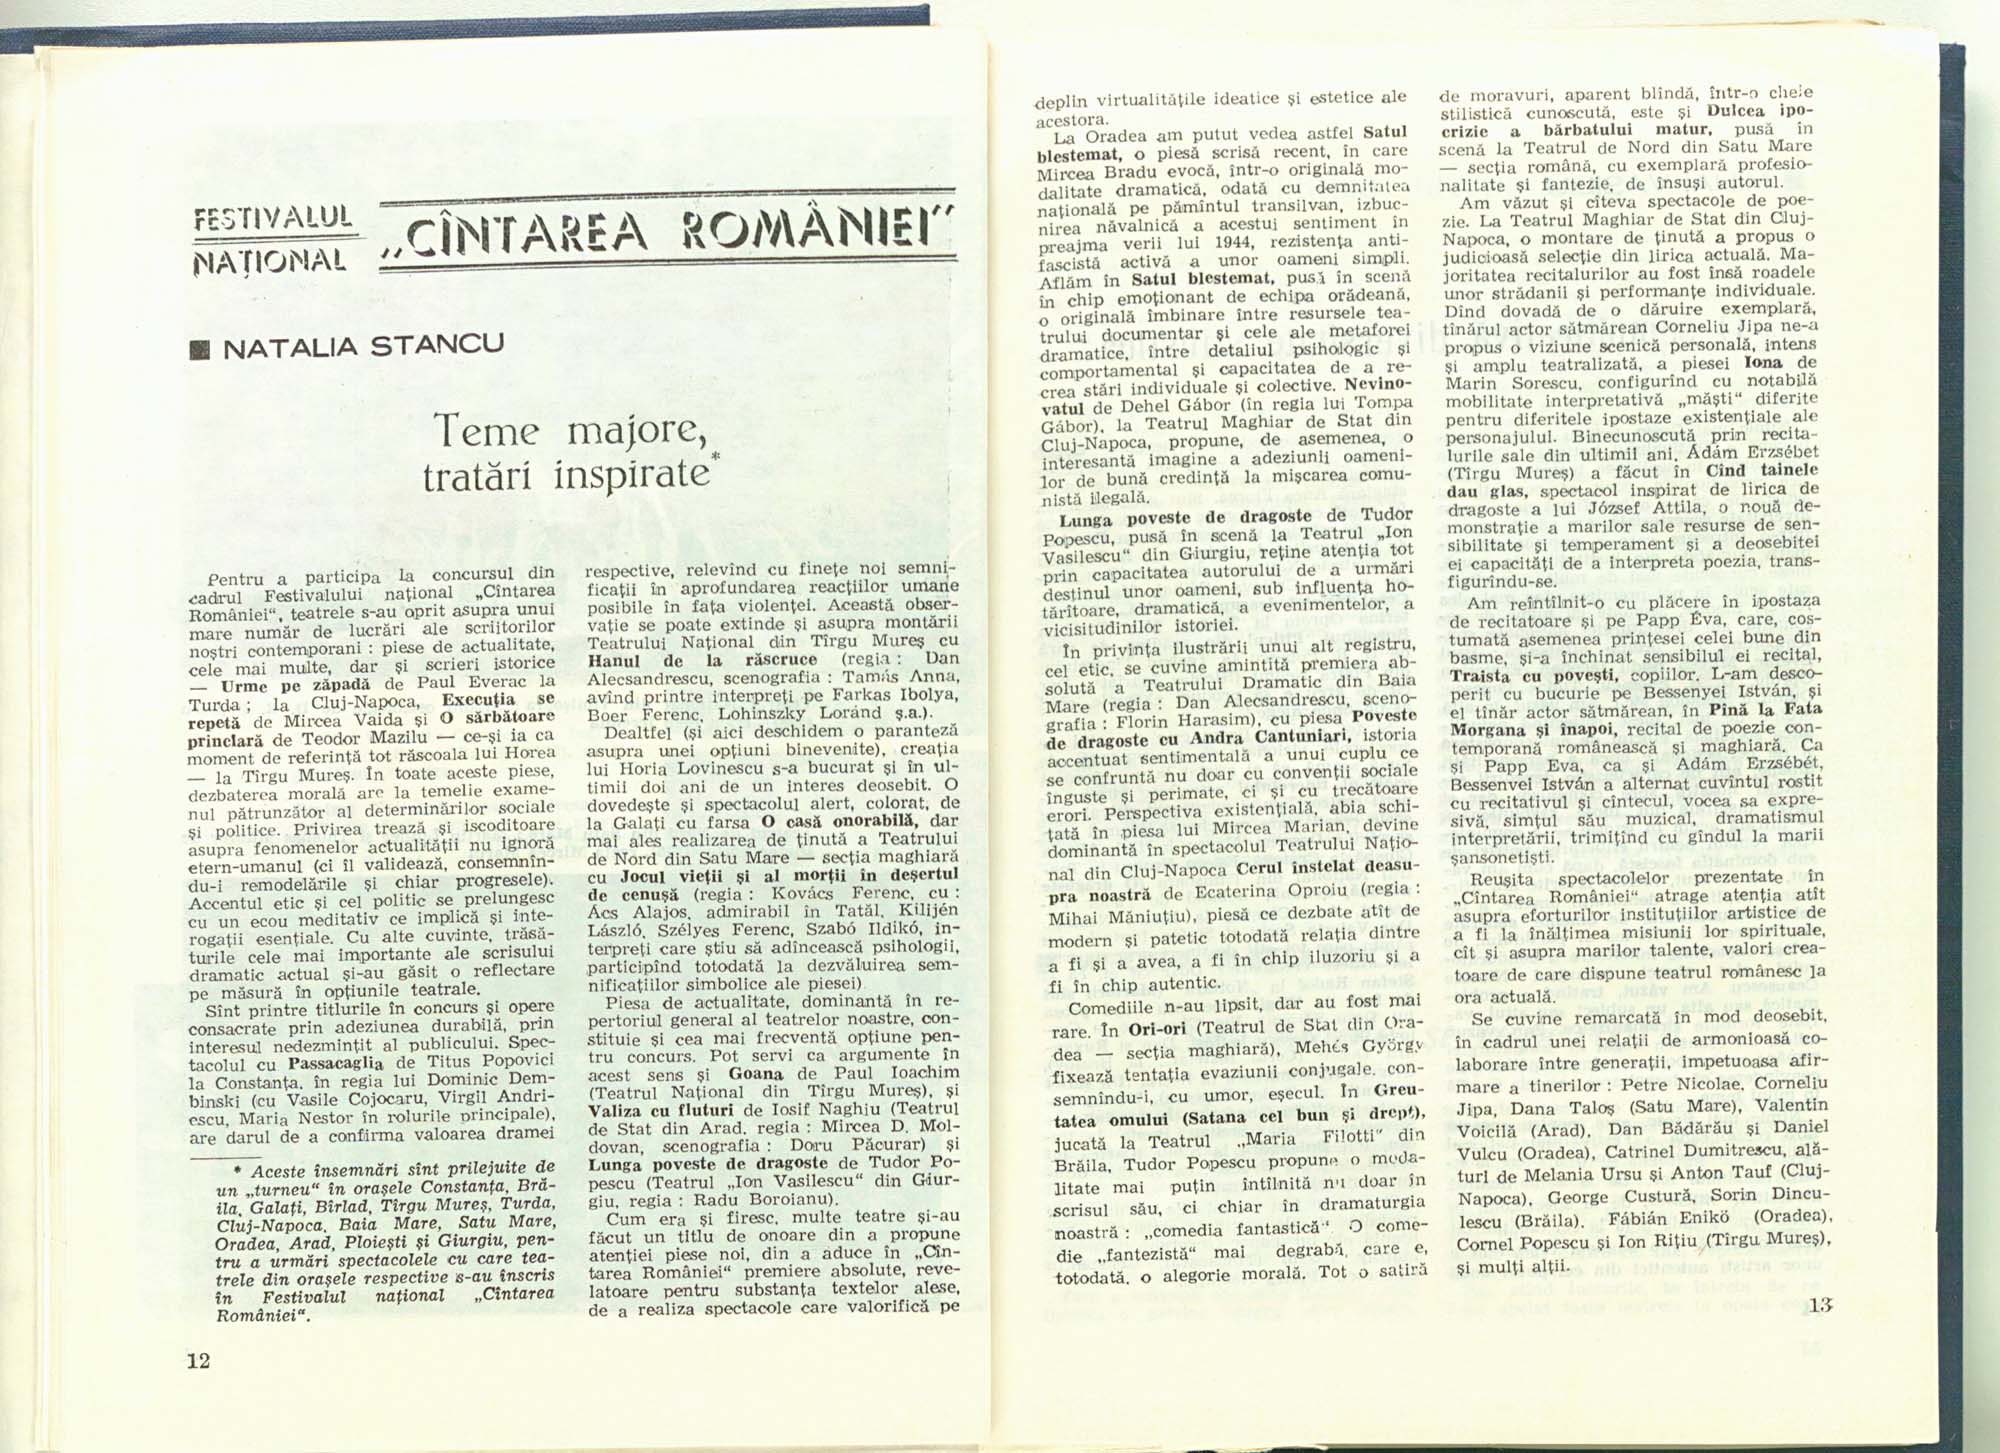 FESTIVALUL
NAȚIONAL
„CÎNTAREA ROMÂNIEI”
■ NATALIA STANCU
Teme majore,
tratări inspirate*
Pentru a participa la concursul din
cadrul Festivalului național „Cîntarea
României“, teatrele s-au oprit asupra unui
mare număr de lucrări ale scriitorilor
noștri contemporani : piese de actualitate,
cele mai multe, dar și scrieri istorice
— Urme pe zăpadă de Paul Everac la
Turda ; la Cluj-Napoca, Execuția se
repetă de Mircea Vaida și O sărbătoare
princiară de Teodor Mazilu — ce-și ia ca
moment de referință tot răscoala lui Horea
— la Tîrgu Mureș. În toate aceste piese,
dezbaterea morală are la temelie exame-
nul pătrunzător al determinărilor sociale
și politice. Privirea trează și iscoditoare
asupra fenomenelor actualității nu ignoră
etern-umanul (ci îl validează, consemnîn-
du-i remodelările și chiar progresele).
Accentul etic și cel politic se prelungesc
cu un ecou meditativ ce implică și inte-
rogații esențiale. Cu alte cuvinte, trăsă-
turile cele mai importante ale scrisului
dramatic actual și-au găsit o reflectare
pe măsură în opțiunile teatrale.
Sînt printre titlurile în concurs și opere
consacrate prin adeziunea durabilă, prin
interesul nedezmințit al publicului. Spec-
tacolul cu Passacaglia de Titus Popovici
la Constanța, în regia lui Dominic Dem-
binski (cu Vasile Cojocaru, Virgil Andri-
escu, Maria Nestor în rolurile principale),
are darul de a confirma valoarea dramei
* Aceste însemnări sînt prilejuite de
un „turneu“ în orașele Constanța, Bră-
ila, Galați, Bîrlad, Tîrgu Mureș, Turda,
Cluj-Napoca, Baia Mare, Satu Mare,
Oradea, Arad, Ploiești și Giurgiu, pen-
tru a urmări spectacolele cu care tea-
trele din orașele respective s-au înscris
în Festivalul național „Cîntarea
României“.
12
respective, relevînd cu finețe noi semni-
ficații în aprofundarea reacțiilor umane
posibile în fața violenței. Această obser-
vație se poate extinde și asupra montării
Teatrului Național din Tîrgu Mureș cu
Hanul de la răscruce (regia : Dan
Alecsandrescu, scenografia : Tamás Anna,
avînd printre interpreți pe Farkas Ibolya,
Boer Ferenc, Lohinszky Loránd ș.a.).
Dealtfel (și aici deschidem o paranteză
asupra unei opțiuni binevenite), creația
lui Horia Lovinescu s-a bucurat și în ul-
timii doi ani de un interes deosebit. O
dovedește și spectacolul alert, colorat, de
la Galați cu farsa O casă onorabilă, dar
mai ales realizarea de ținută a Teatrului
de Nord din Satu Mare — secția maghiară
cu Jocul vieții și al morții în deșertul
de cenușă (regia : Kovács Ferenc, cu :
Ács Alajos, admirabil în Tatăl, Kilijén
László, Szélyes Ferenc, Szabó Ildikó, in-
terpreți care știu să adîncească psihologii,
participînd totodată la dezvăluirea sem-
nificațiilor simbolice ale piesei)
Piesa de actualitate, dominantă în re-
pertoriul general al teatrelor noastre, con-
stituie și cea mai frecventă opțiune pen-
tru concurs. Pot servi ca argumente în
acest sens și Goana de Paul Ioachim
(Teatrul Național din Tîrgu Mureș), și
Valiza cu fluturi de Iosif Naghiu (Teatrul
de Stat din Arad, regia : Mircea D. Mol-
dovan, scenografia : Doru Păcurar) și
Lunga poveste de dragoste de Tudor Po-
pescu (Teatrul „Ion Vasilescu“ din Giur-
giu, regia : Radu Boroianu).
Cum era și firesc, multe teatre și-au
făcut un titlu de onoare din a propune
atenției piese noi, din a aduce în „Cîn-
tarea României“ premiere absolute, reve-
latoare pentru substanța textelor alese,
de a realiza spectacole care valorifică pe
deplin virtualitățile ideatice și estetice ale
acestora.
La Oradea am putut vedea astfel Satul
blestemat, o piesă scrisă recent, în care
Mircea Bradu evocă, într-o originală mo-
dalitate dramatică, odată cu demnitatea
națională pe pămîntul transilvan, izbuc-
nirea năvalnică a acestui sentiment în
preajma verii lui 1944, rezistența anti-
fascistă activă a unor oameni simpli.
Aflăm în Satul blestemat, pusă în scenă
în chip emoționant de echipa orădeană,
o originală îmbinare între resursele tea-
trului documentar și cele ale metaforei
dramatice, între detaliul psihologic și
comportamental și capacitatea de a re-
crea stări individuale și colective. Nevino-
vatul de Dehel Gábor (în regia lui Tompa
Gábor), la Teatrul Maghiar de Stat din
Cluj-Napoca, propune, de asemenea, o
interesantă imagine a adeziunii oameni-
lor de bună credință la mișcarea comu-
nistă ilegală.
Lunga poveste de dragoste de Tudor
Popescu, pusă în scenă la Teatrul „Ion
Vasilescu“ din Giurgiu, reține atenția tot
prin capacitatea autorului de a urmări
destinul unor oameni, sub influența ho-
tărîtoare, dramatică, a evenimentelor, a
vicisitudinilor istoriei.
În privința ilustrării unui alt registru,
cel etic, se cuvine amintită premiera ab-
solută a Teatrului Dramatic din Baia
Mare (regia : Dan Alecsandrescu, sceno-
grafia : Florin Harasim), cu piesa Poveste
de dragoste cu Andra Cantuniari, istoria
accentuat sentimentală a unui cuplu ce
se confruntă nu doar cu convenții sociale
înguste și perimate, ci și cu trecătoare
erori. Perspectiva existențială, abia schi-
țată în piesa lui Mircea Marian, devine
dominantă în spectacolul Teatrului Națio-
nal din Cluj-Napoca Cerul înstelat deasu-
pra noastră de Ecaterina Oproiu (regia :
Mihai Măniuțiu), piesă ce dezbate atît de
modern și patetic totodată relația dintre
a fi și a avea, a fi în chip iluzoriu și a
fi în chip autentic.
Comediile n-au lipsit, dar au fost mai
rare. În Ori-ori (Teatrul de Stat din Ora-
dea — secția maghiară), Mehés György
fixează tentația evaziunii conjugale, con-
semnîndu-i, cu umor, eșecul. În Greu-
tatea omului (Satana cel bun și drept),
jucată la Teatrul „Maria Filotti“ din
Brăila, Tudor Popescu propune o moda-
litate mai puțin întîlnită nu doar în
scrisul său, ci chiar în dramaturgia
noastră : „comedia fantastică“. O come-
die „fantezistă“ mai degrabă, care e,
totodată, o alegorie morală. Tot o satiră
de moravuri, aparent blîndă, într-o cheie
stilistică cunoscută, este și Dulcea ipo-
crizie a bărbatului matur, pusă în
scenă la Teatrul de Nord din Satu Mare
— secția română, cu exemplară profesio-
nalitate și fantezie, de însuși autorul.
Am văzut și cîteva spectacole de poe-
zie. La Teatrul Maghiar de Stat din Cluj-
Napoca, o montare de ținută a propus o
judicioasă selecție din lirica actuală. Ma-
joritatea recitalurilor au fost însă roadele
unor strădanii și performanțe individuale.
Dînd dovadă de o dăruire exemplară,
tînărul actor sătmărean Corneliu Jipa ne-a
propus o viziune scenică personală, intens
și amplu teatralizată, a piesei Iona de
Marin Sorescu, configurînd cu notabilă
mobilitate interpretativă „măști“ diferite
pentru diferitele ipostaze existențiale ale
personajului. Binecunoscută prin recita-
lurile sale din ultimii ani, Ádám Erzsébet
(Tîrgu Mureș) a făcut în Cînd tainele
dau glas, spectacol inspirat de lirica de
dragoste a lui József Attila, o nouă de-
monstrație a marilor sale resurse de sen-
sibilitate și temperament și a deosebitei
ei capacități de a interpreta poezia, trans-
figurîndu-se.
Am reîntîlnit-o cu plăcere în ipostaza
de recitatoare și pe Papp Éva, care, cos-
tumată asemenea prințesei celei bune din
basme, și-a închinat sensibilul ei recital,
Traista cu povești, copiilor. L-am desco-
perit cu bucurie pe Bessenyei István, și
el tînăr actor sătmărean, în Pînă la Fata
Morgana și înapoi, recital de poezie con-
temporană românească și maghiară. Ca
și Papp Eva, ca și Adám Erzsébét,
Bessenvei István a alternat cuvîntul rostit
cu recitativul și cîntecul, vocea sa expre-
sivă, simțul său muzical, dramatismul
interpretării, trimițînd cu gîndul la marii
șansonetiști.
Reușita spectacolelor prezentate în
„Cîntarea României“ atrage atenția atît
asupra eforturilor instituțiilor artistice de
a fi la înălțimea misiunii lor spirituale,
cît și asupra marilor talente, valori crea-
toare de care dispune teatrul românesc la
ora actuală.
Se cuvine remarcată în mod deosebit,
în cadrul unei relații de armonioasă co-
laborare între generații, impetuoasa afir-
mare a tinerilor : Petre Nicolae, Corneliu
Jipa, Dana Taloș (Satu Mare), Valentin
Voicilă (Arad), Dan Bădărău și Daniel
Vulcu (Oradea), Catrinel Dumitrescu, ală-
turi de Melania Ursu și Anton Tauf (Cluj-
Napoca), George Custură, Sorin Dincu-
lescu (Brăila), Fábián Enikö (Oradea),
Cornel Popescu și Ion Rițiu (Tîrgu Mureș),
și mulți alții.
13